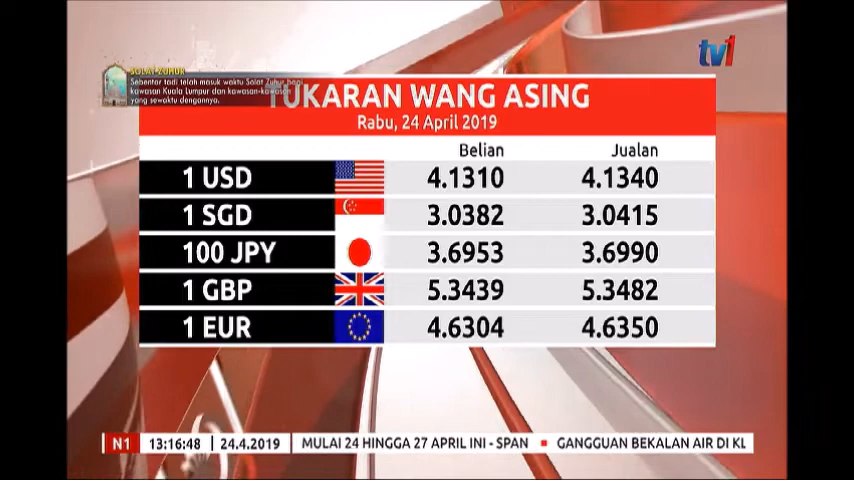 tv1
SOLAT ZUHUR
Sebentar tadi telah masuk waktu Solat Zuhur bagi
kawasan Kuala Lumpur dan kawasan-kawasan
yang sewaktu dengannya.
TUKARAN WANG ASING
Rabu, 24 April 2019
Belian Jualan
1 USD 4.1310 4.1340
1 SGD 3.0382 3.0415
100 JPY 3.6953 3.6990
1 GBP 5.3439 5.3482
1 EUR 4.6304 4.6350
N1 13:16:48 24.4.2019 MULAI 24 HINGGA 27 APRIL INI - SPAN GANGGUAN BEKALAN AIR DI KL